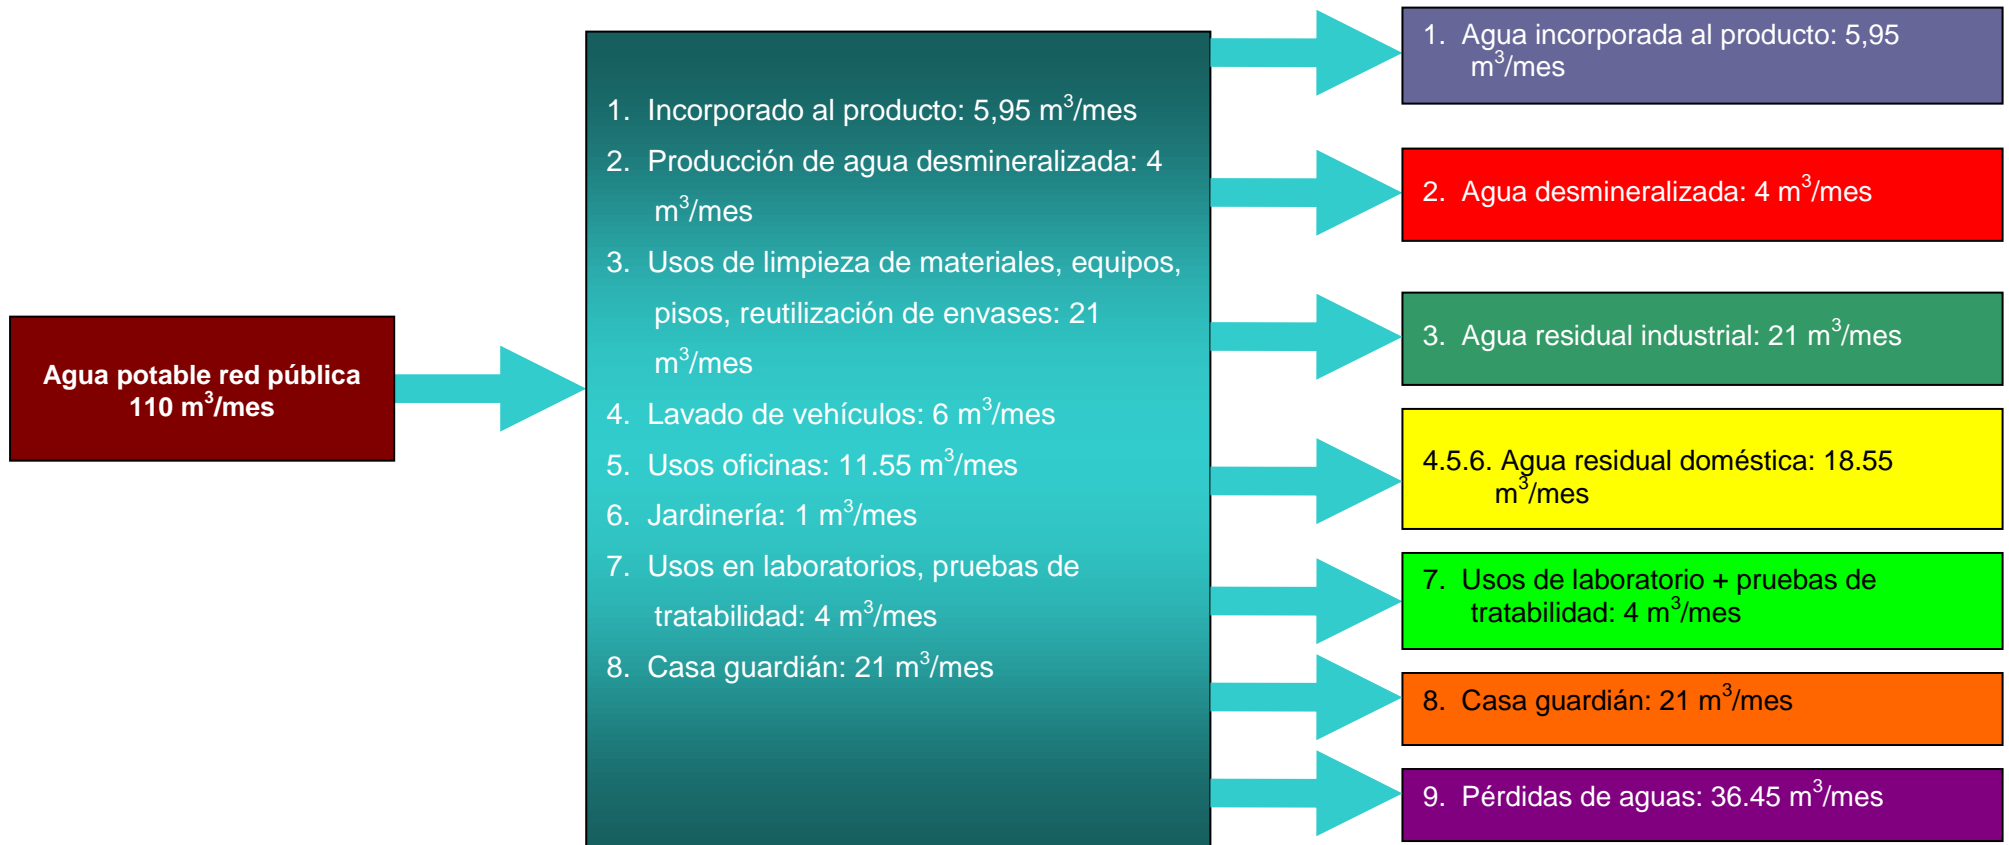 Agua potable red pública
110 m³/mes
1. Incorporado al producto: 5,95 m³/mes
2. Producción de agua desmineralizada: 4
m³/mes
3. Usos de limpieza de materiales, equipos,
pisos, reutilización de envases: 21
m³/mes
4. Lavado de vehículos: 6 m³/mes
5. Usos oficinas: 11.55 m³/mes
6. Jardinería: 1 m³/mes
7. Usos en laboratorios, pruebas de
tratabilidad: 4 m³/mes
8. Casa guardián: 21 m³/mes
1. Agua incorporada al producto: 5,95
m³/mes
2. Agua desmineralizada: 4 m³/mes
3. Agua residual industrial: 21 m³/mes
4.5.6. Agua residual doméstica: 18.55
m³/mes
7. Usos de laboratorio + pruebas de
tratabilidad: 4 m³/mes
8. Casa guardián: 21 m³/mes
9. Pérdidas de aguas: 36.45 m³/mes